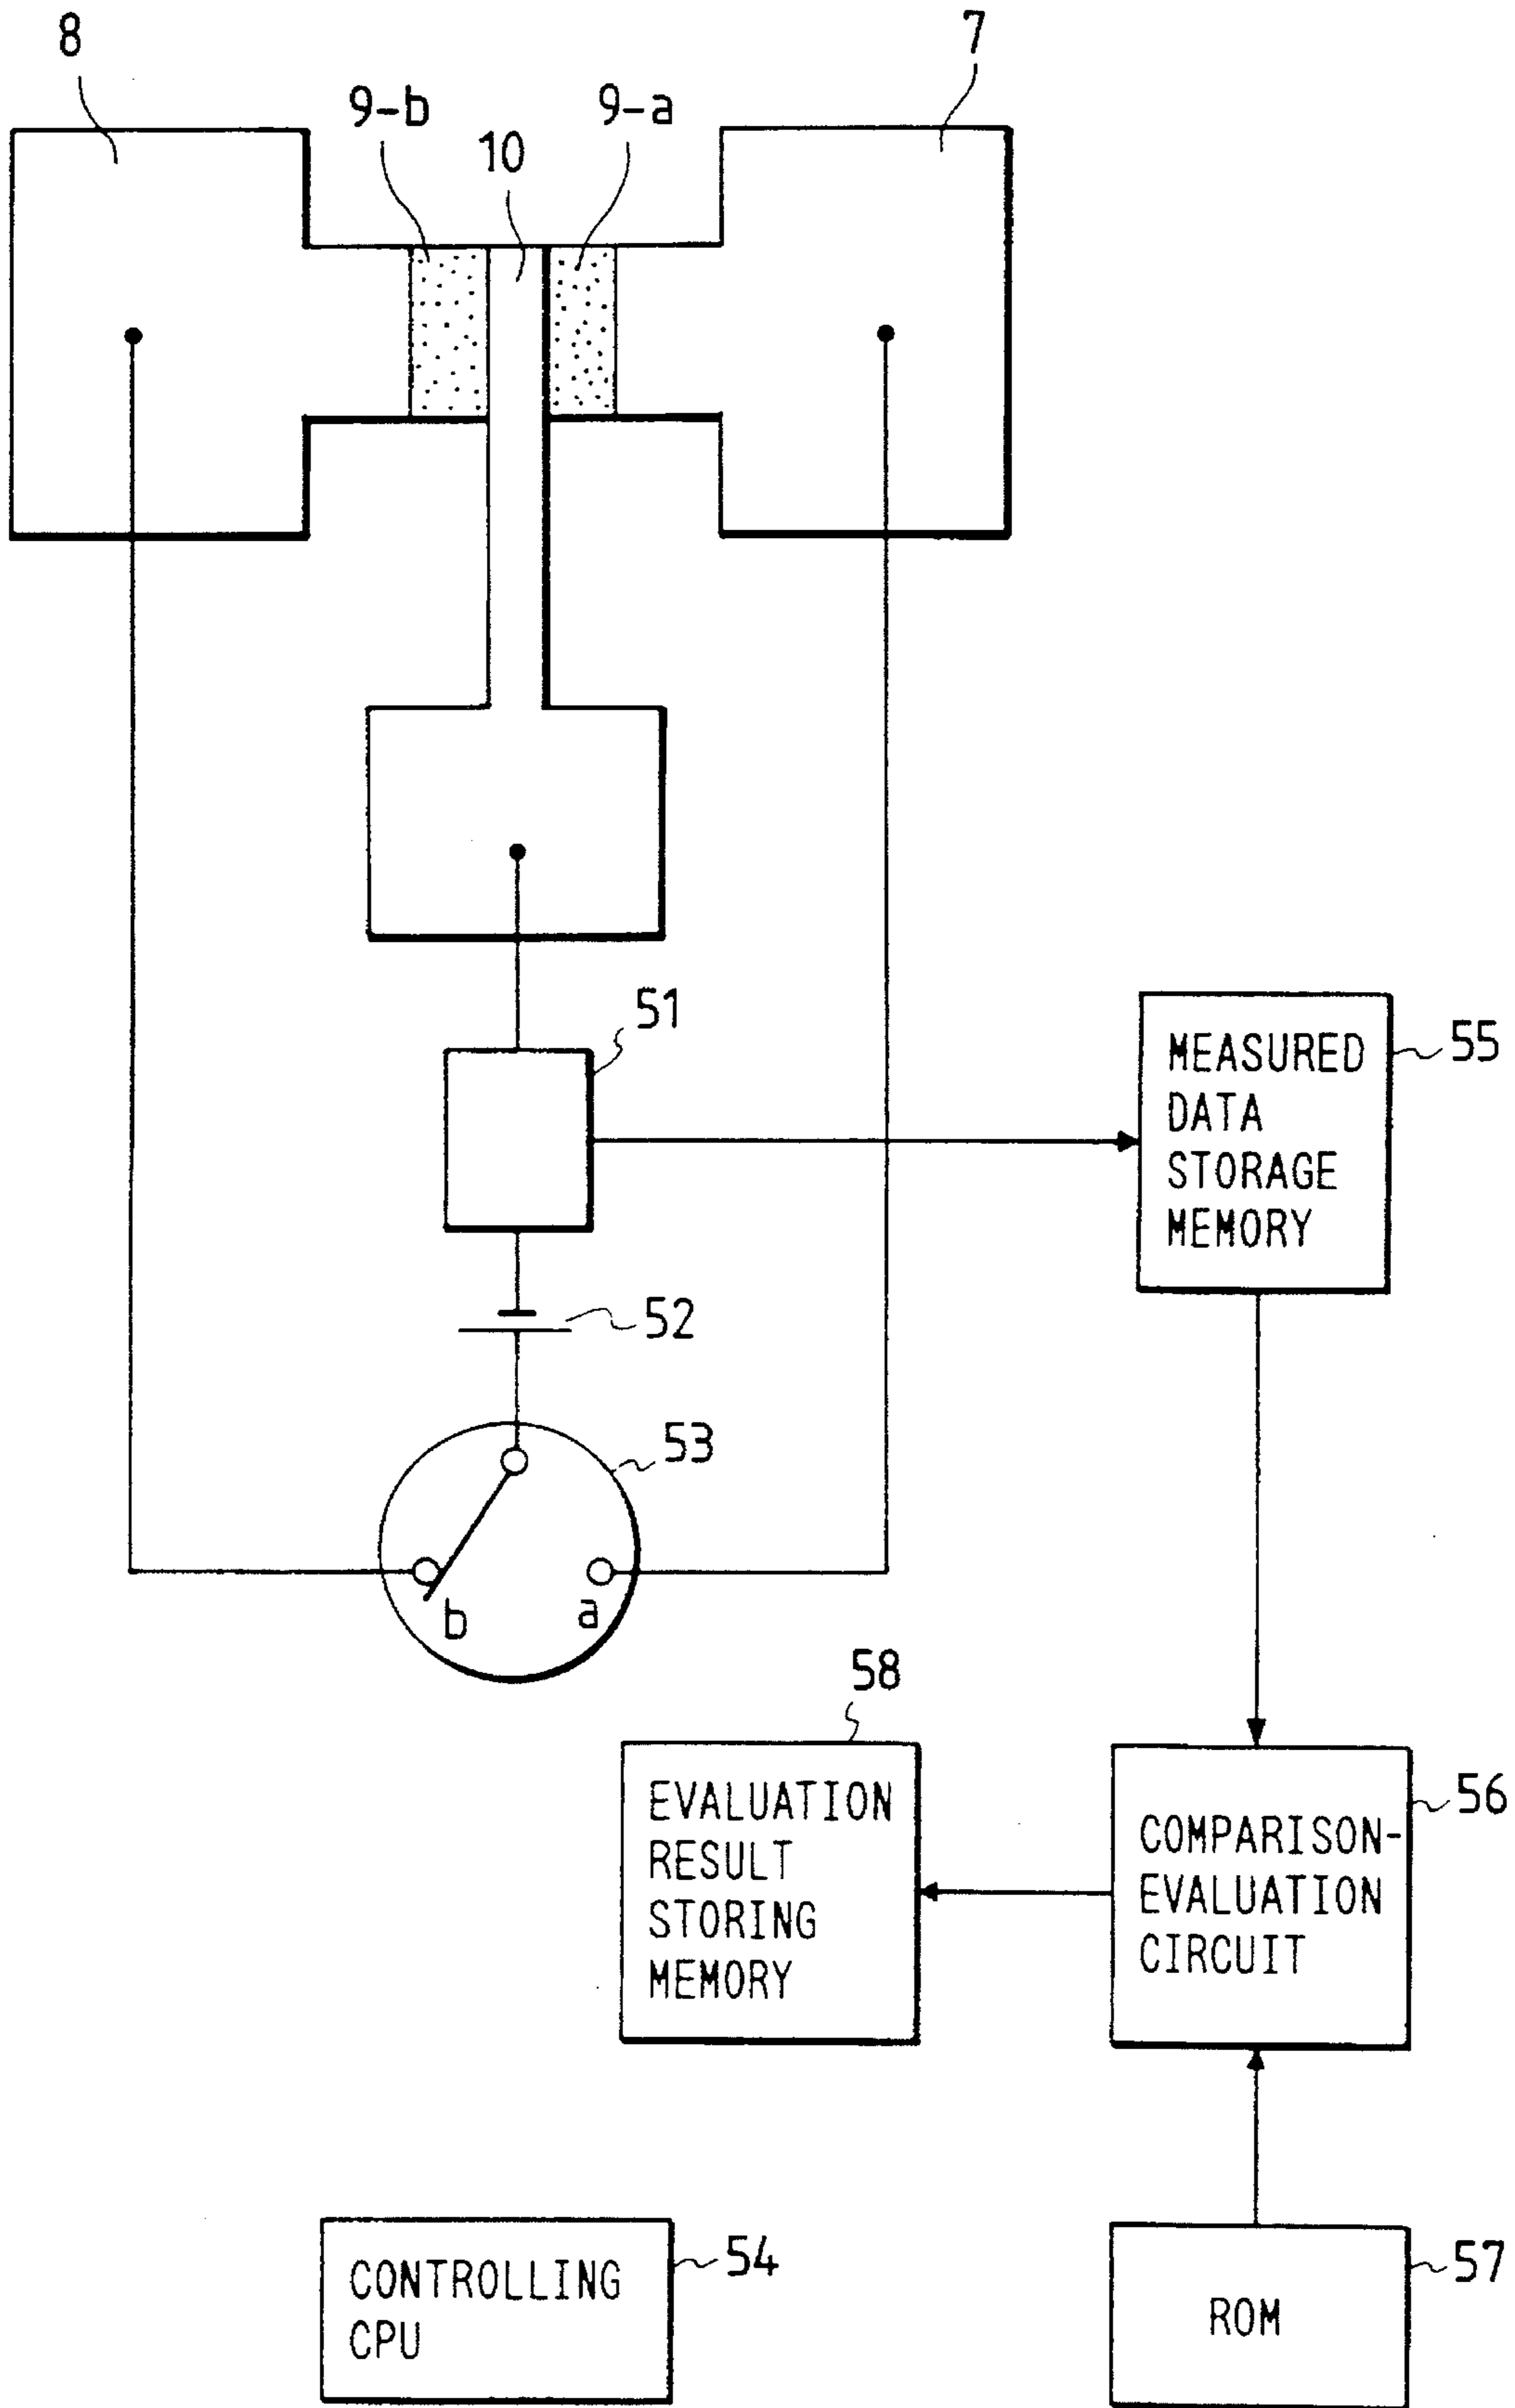 8
7
9-b
9-a
10
51
MEASURED
DATA
STORAGE
MEMORY
55
52
53
b
a
58
EVALUATION
RESULT
STORING
MEMORY
COMPARISON-
EVALUATION
CIRCUIT
56
CONTROLLING
CPU
54
ROM
57